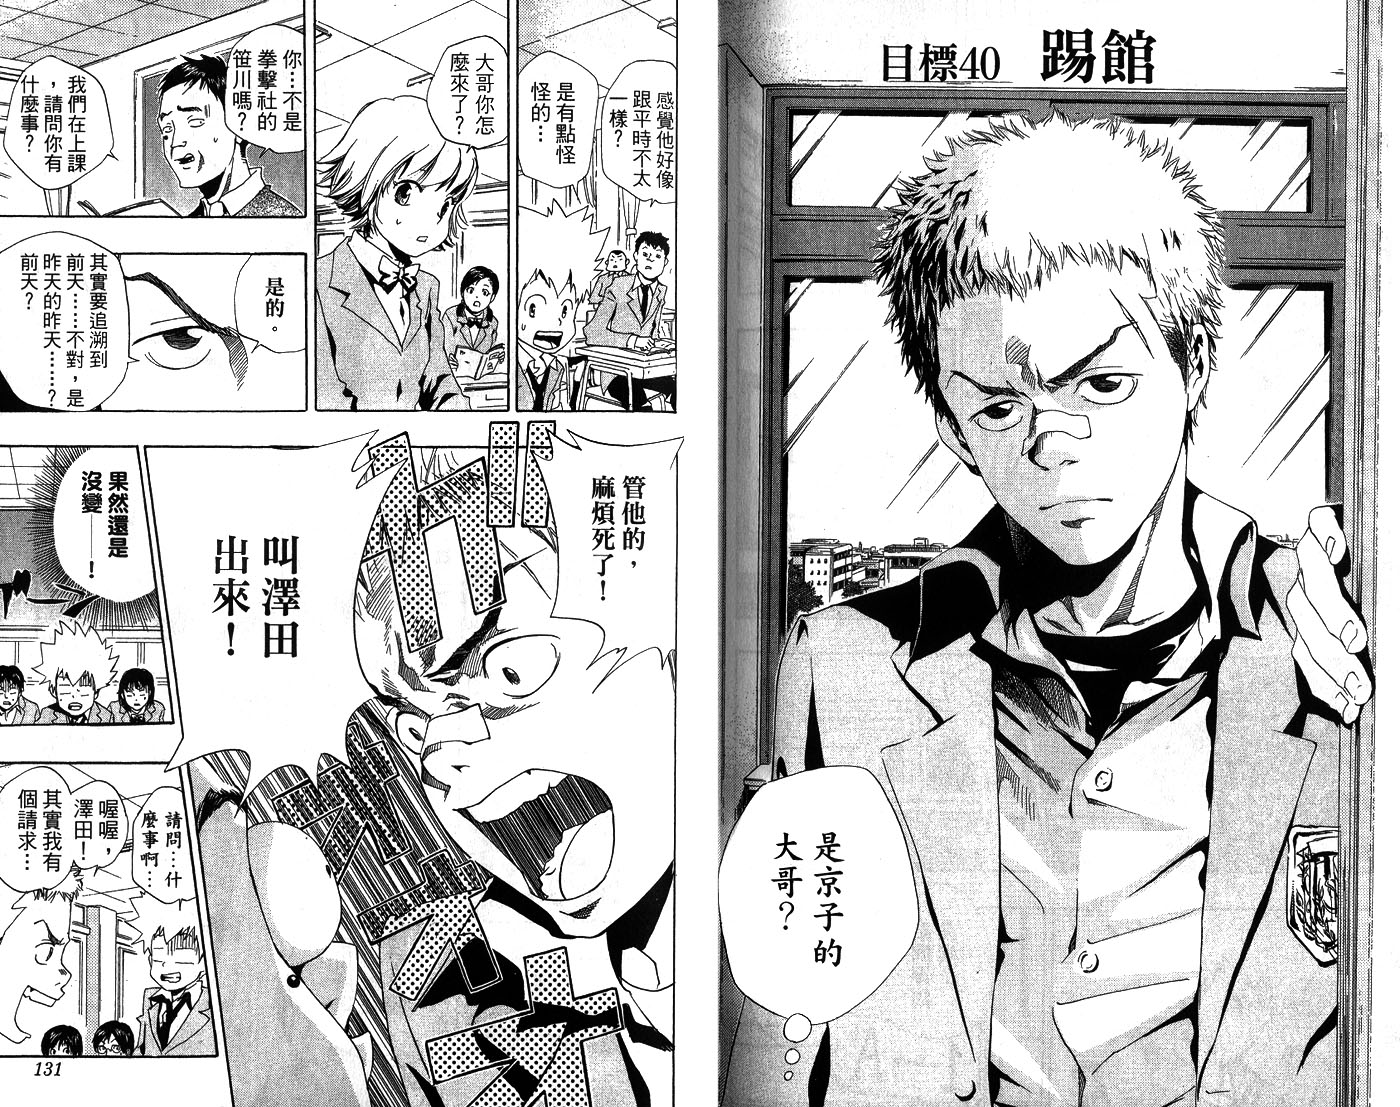 目標40 踢館
是京子的
大哥？
感覺他好像
跟平時不太
一樣？
是有點怪
怪的…
大哥你怎
麼來了？
你…不是
拳擊社的
笹川嗎？
我們在上課
，請問你有
什麼事？
是的。
其實要追溯到
前天……不對，是
昨天的昨天……？
前天？
管他的，
麻煩死了！
叫澤田
出來！
果然還是
沒變——！
請問…什
麼事啊…
喔喔，
澤田！
其實我有
個請求…
131